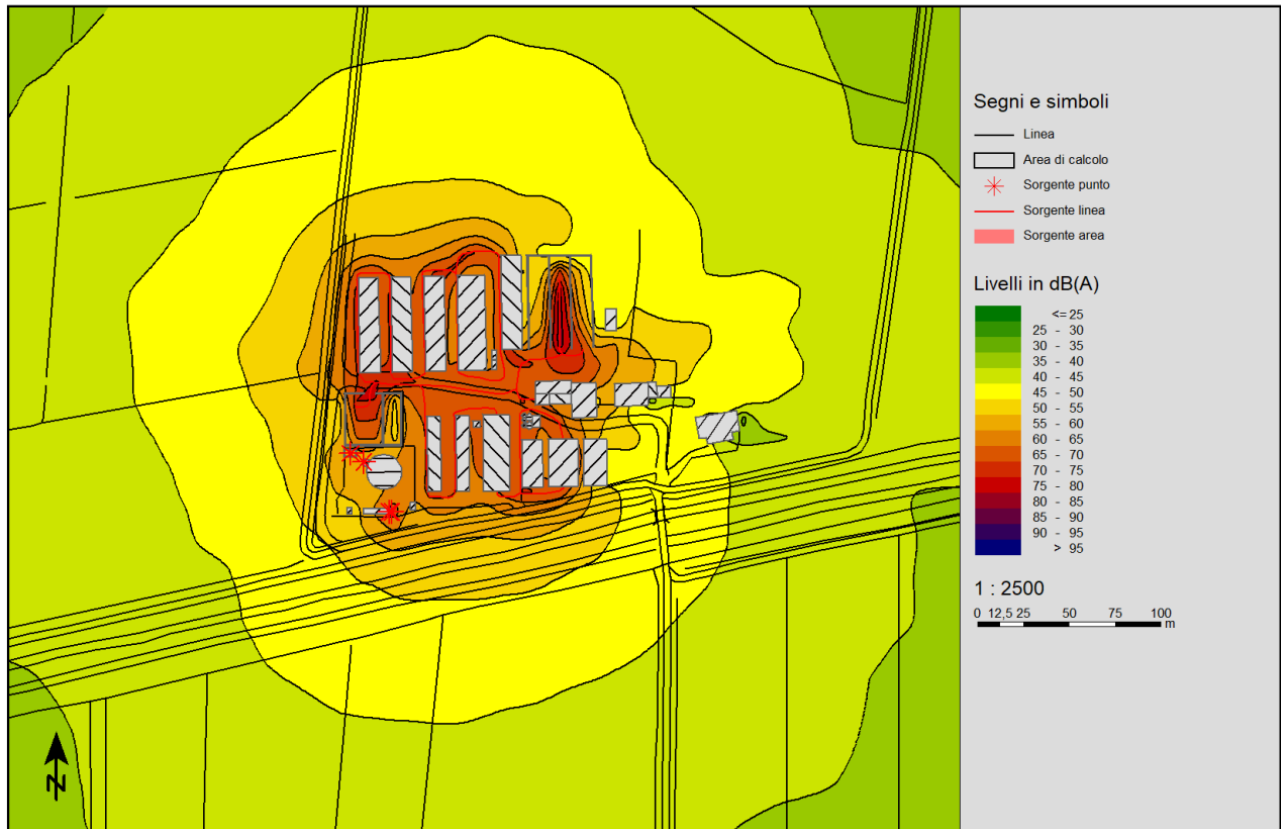 Segni e simboli
Linea
Area di calcolo
Sorgente punto
Sorgente linea
Sorgente area
Livelli in dB(A)
<= 25
25 - 30
30 - 35
35 - 40
40 - 45
45 - 50
50 - 55
55 - 60
60 - 65
65 - 70
70 - 75
75 - 80
80 - 85
85 - 90
90 - 95
> 95
1 : 2500
0 12,5 25 50 75 100
m
N